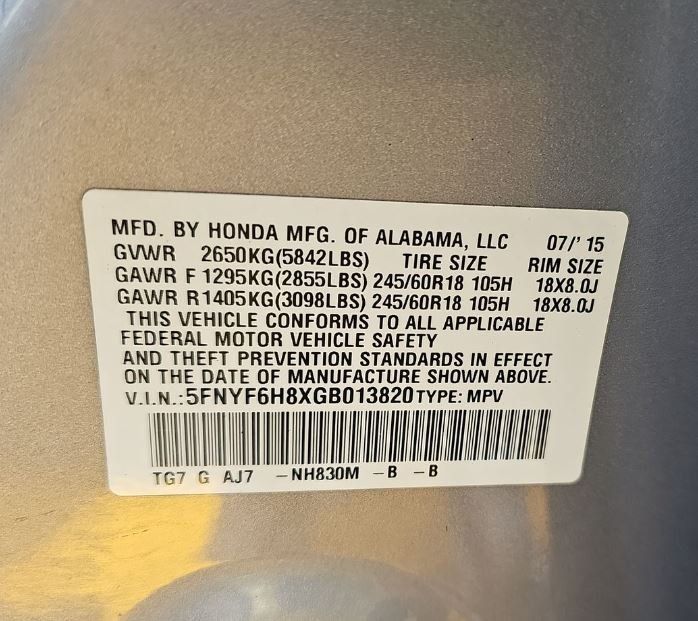 MFD. BY HONDA MFG. OF ALABAMA, LLC 07/' 15
GVWR 2650KG(5842LBS) TIRE SIZE RIM SIZE
GAWR F 1295KG(2855LBS) 245/60R18 105H 18X8.0J
GAWR R1405KG(3098LBS) 245/60R18 105H 18X8.0J
THIS VEHICLE CONFORMS TO ALL APPLICABLE
FEDERAL MOTOR VEHICLE SAFETY
AND THEFT PREVENTION STANDARDS IN EFFECT
ON THE DATE OF MANUFACTURE SHOWN ABOVE.
V.I.N.:5FNYF6H8XGB013820 TYPE: MPV
TG7 G AJ7 -NH830M -B -B